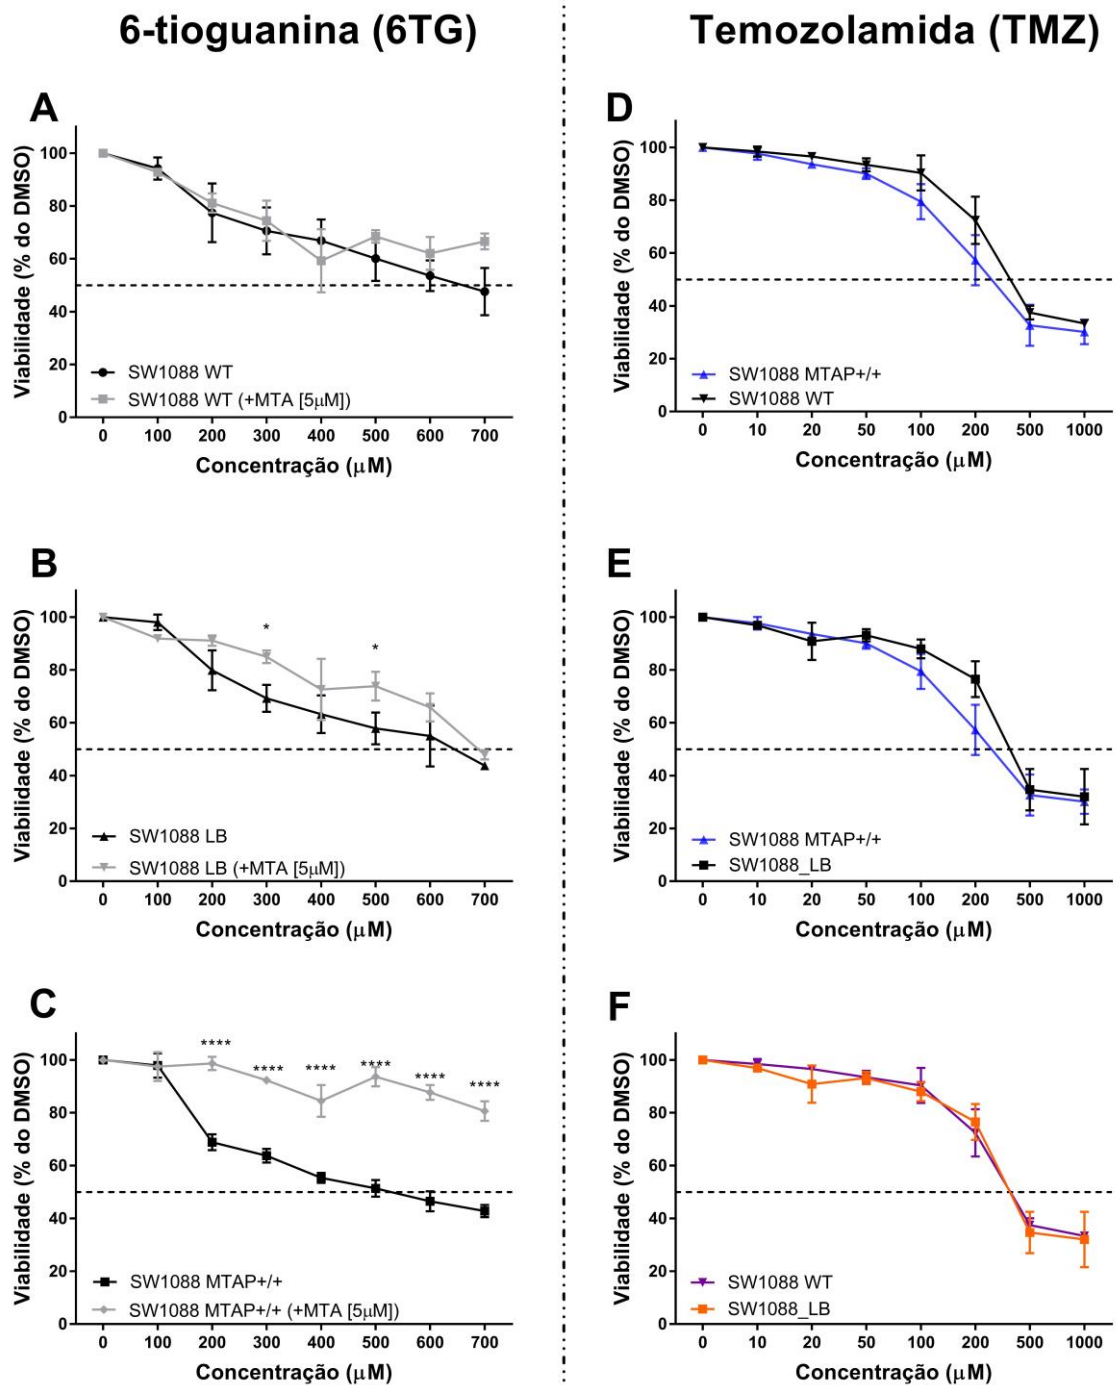 6-tioguanina (6TG)
Temozolamida (TMZ)
A
Viabilidade (% do DMSO)
100
80
60
40
20
0
SW1088 WT
SW1088 WT (+MTA [5µM])
0 100 200 300 400 500 600 700
Concentração (µM)
B
Viabilidade (% do DMSO)
100
80
60
40
20
0
*
*
SW1088 LB
SW1088 LB (+MTA [5µM])
0 100 200 300 400 500 600 700
Concentração (µM)
C
Viabilidade (% do DMSO)
100
80
60
40
20
0
**** **** **** **** **** ****
SW1088 MTAP+/+
SW1088 MTAP+/+ (+MTA [5µM])
0 100 200 300 400 500 600 700
Concentração (µM)
D
Viabilidade (% do DMSO)
100
80
60
40
20
0
SW1088 MTAP+/+
SW1088 WT
0 10 20 50 100 200 500 1000
Concentração (µM)
E
Viabilidade (% do DMSO)
100
80
60
40
20
0
SW1088 MTAP+/+
SW1088_LB
0 10 20 50 100 200 500 1000
Concentração (µM)
F
Viabilidade (% do DMSO)
100
80
60
40
20
0
SW1088 WT
SW1088_LB
0 10 20 50 100 200 500 1000
Concentração (µM)